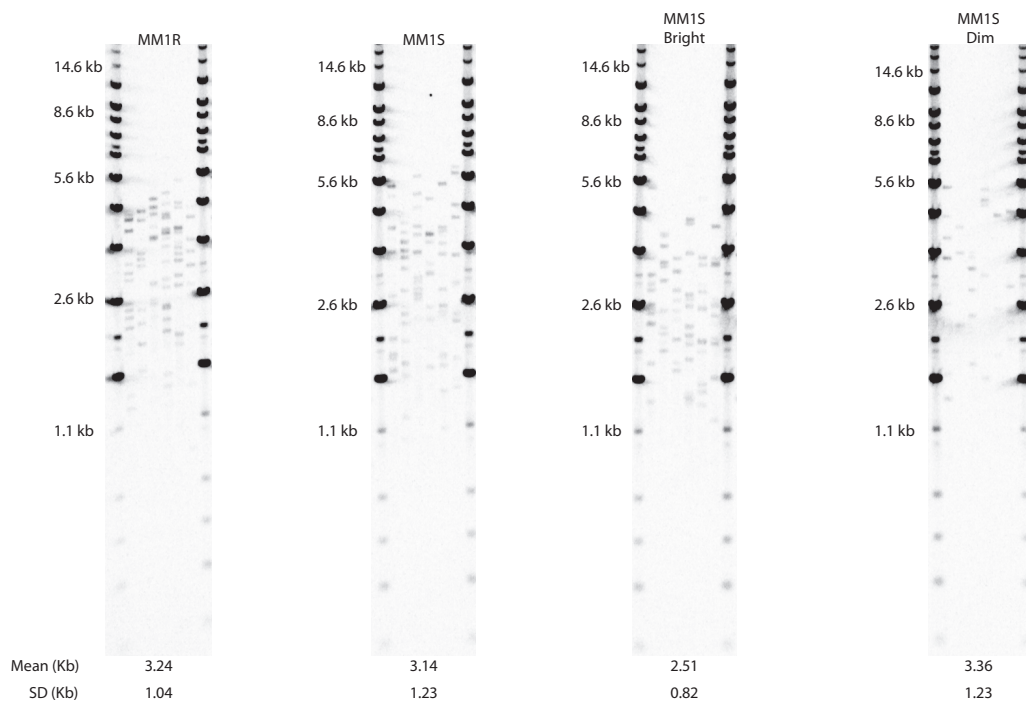 MM1R
14.6 kb
8.6 kb
5.6 kb
2.6 kb
1.1 kb
MM1S
14.6 kb
8.6 kb
5.6 kb
2.6 kb
1.1 kb
MM1S
Bright
14.6 kb
8.6 kb
5.6 kb
2.6 kb
1.1 kb
MM1S
Dim
14.6 kb
8.6 kb
5.6 kb
2.6 kb
1.1 kb
Mean (Kb) 3.24 3.14 2.51 3.36
SD (Kb) 1.04 1.23 0.82 1.23